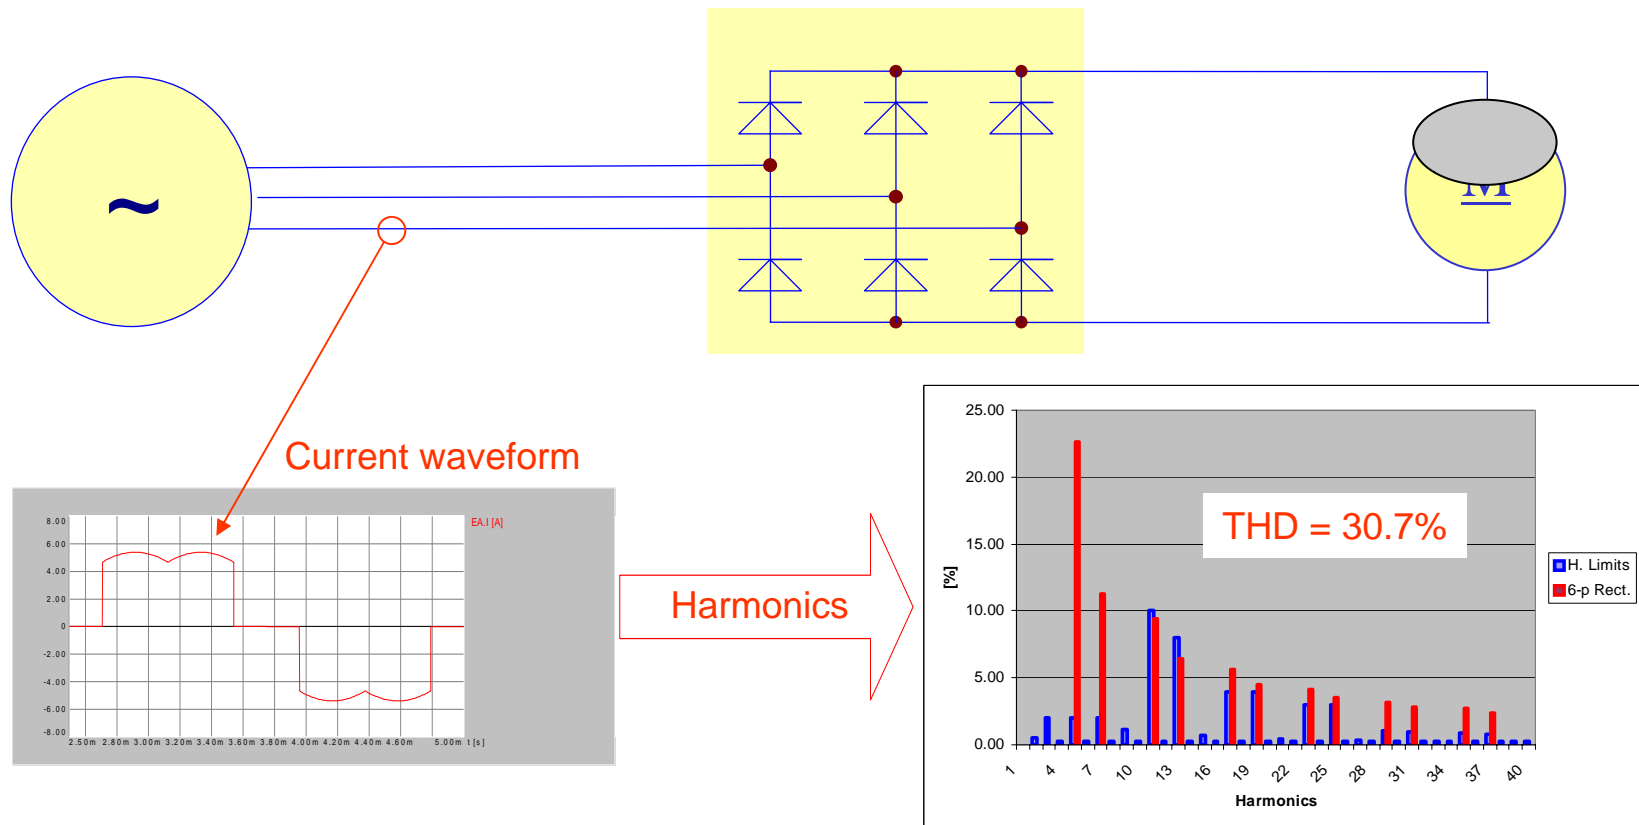 ~
M
Current waveform
EA.I [A]
8.00
6.00
4.00
2.00
0
-2.00
-4.00
-6.00
-8.00
2.50m 2.80m 3.00m 3.20m 3.40m 3.60m 3.80m 4.00m 4.20m 4.40m 4.60m 5.00m t [s]
Harmonics
25.00
20.00
15.00
10.00
5.00
0.00
[%]
THD = 30.7%
H. Limits
6-p Rect.
1 4 7 10 13 16 19 22 25 28 31 34 37 40
Harmonics